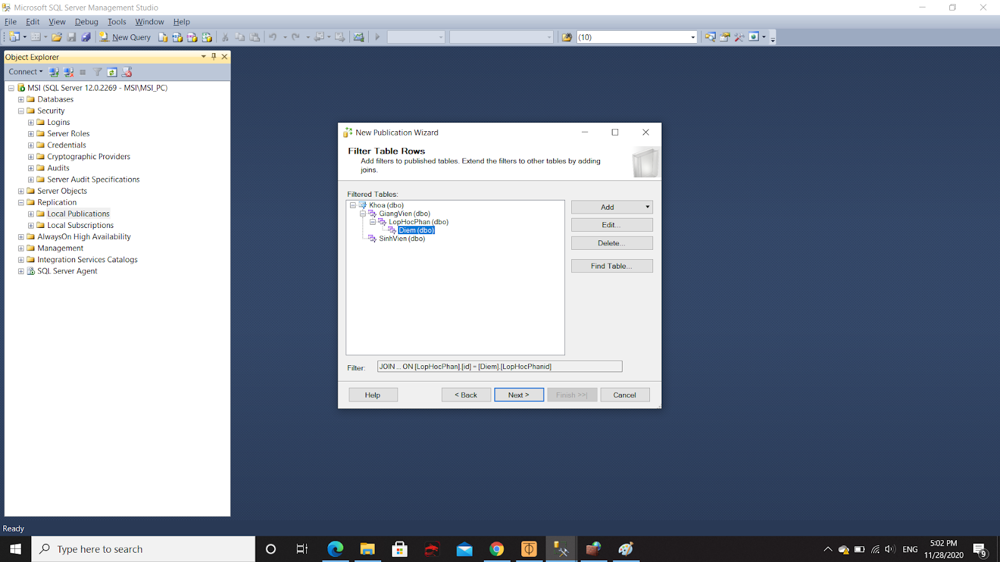 Microsoft SQL Server Management Studio
File Edit View Debug Tools Window Help
New Query
(10)
Object Explorer
Connect
MSI (SQL Server 12.0.2269 - MSI\MSI_PC)
Databases
Security
Logins
Server Roles
Credentials
Cryptographic Providers
Audits
Server Audit Specifications
Server Objects
Replication
Local Publications
Local Subscriptions
AlwaysOn High Availability
Management
Integration Services Catalogs
SQL Server Agent
New Publication Wizard
Filter Table Rows
Add filters to published tables. Extend the filters to other tables by adding
joins.
Filtered Tables:
Khoa (dbo)
GiangVien (dbo)
LopHocPhan (dbo)
Diem (dbo)
SinhVien (dbo)
Add
Edit...
Delete...
Find Table...
Filter: JOIN ... ON [LopHocPhan].[id] = [Diem].[LopHocPhanid]
Help < Back Next > Finish >>| Cancel
Ready
Type here to search
ENG
5:02 PM
11/28/2020
9